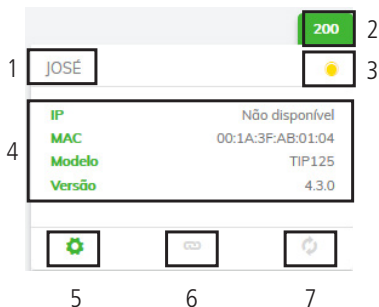 200 2
1 JOSÉ 3
IP Não disponível
MAC 00:1A:3F:AB:01:04
4
Modelo TIP125
Versão 4.3.0
5 6 7